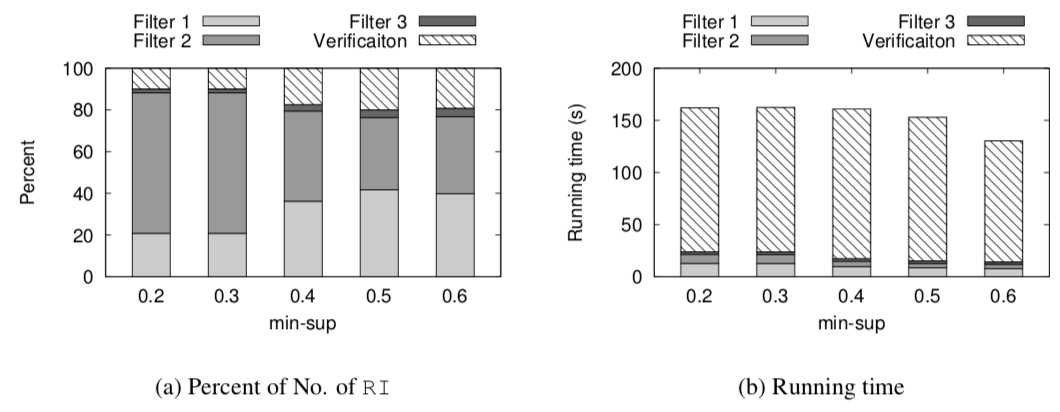 Filter 1
Filter 2
Filter 3
Verificaiton
100
80
60
40
20
0
Percent
0.2 0.3 0.4 0.5 0.6
min-sup
(a) Percent of No. of RI
Filter 1
Filter 2
Filter 3
Verificaiton
200
150
100
50
0
Running time (s)
0.2 0.3 0.4 0.5 0.6
min-sup
(b) Running time